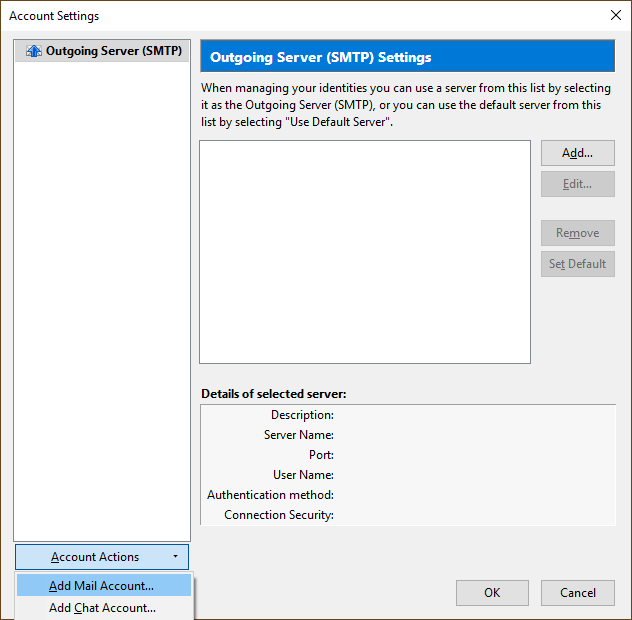 Account Settings
Outgoing Server (SMTP)
Outgoing Server (SMTP) Settings
When managing your identities you can use a server from this list by selecting
it as the Outgoing Server (SMTP), or you can use the default server from this
list by selecting "Use Default Server".
Add...
Edit...
Remove
Set Default
Details of selected server:
Description:
Server Name:
Port:
User Name:
Authentication method:
Connection Security:
Account Actions
Add Mail Account...
Add Chat Account...
OK
Cancel